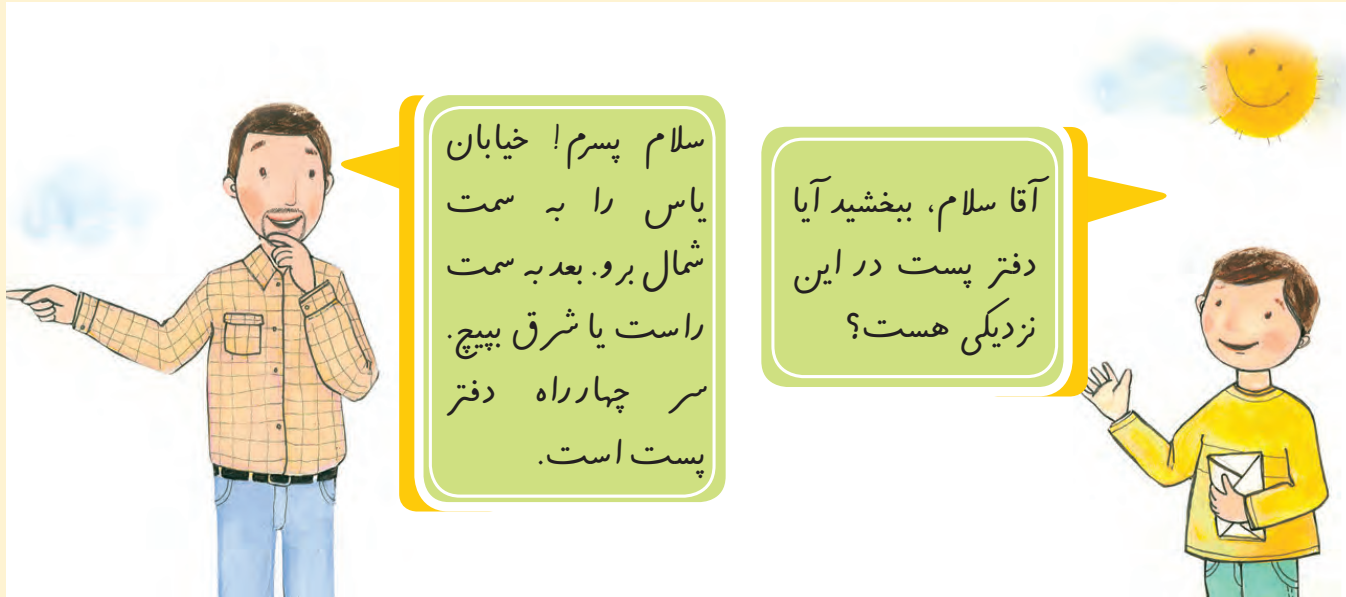 آقا سلام، ببخشید آیا
دفتر پست در این
نزدیکی هست؟
سلام پسرم! خیابان
یاس را به سمت
شمال برو. بعد به سمت
راست یا شرق بپیچ.
سر چهارراه دفتر
پست است.